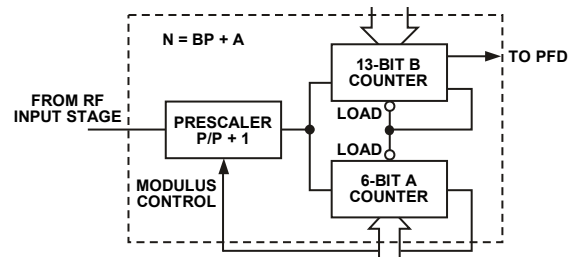 N = BP + A
13-BIT B
COUNTER
TO PFD
FROM RF
INPUT STAGE
PRESCALER
P/P + 1
LOAD
LOAD
MODULUS
CONTROL
6-BIT A
COUNTER